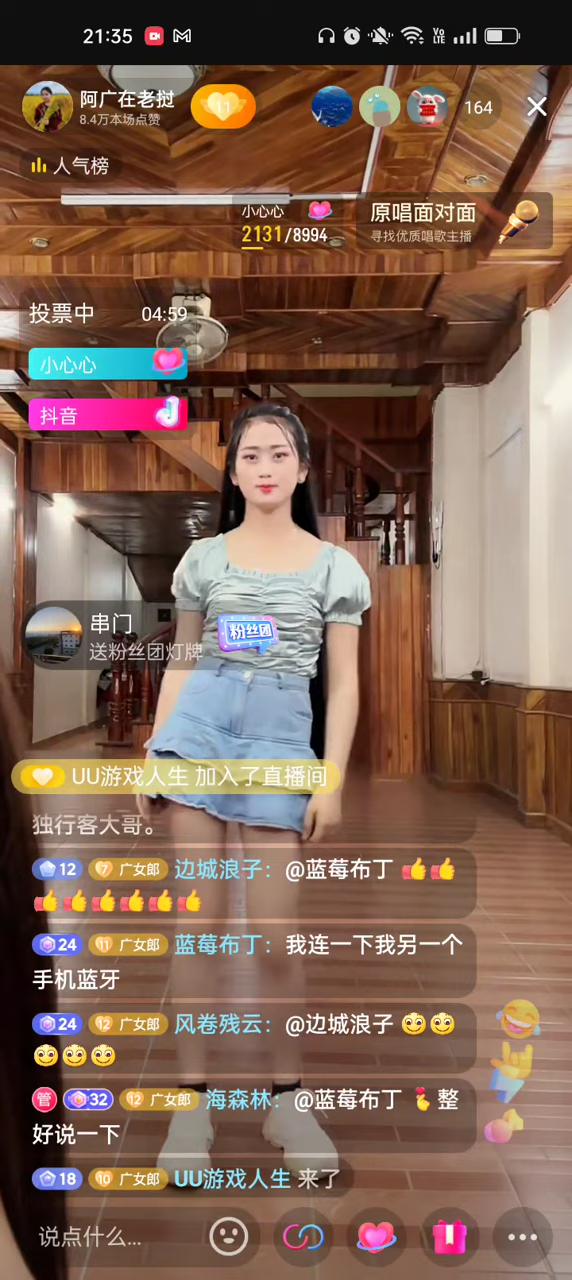 21:35
Vo LTE
阿广在老挝
8.4万本场点赞
11
164
人气榜
小心心
2131/8994
原唱面对面
寻找优质唱歌主播
投票中 04:59
小心心
抖音
串门
送粉丝团灯牌
粉丝团
UU游戏人生 加入了直播间
独行客大哥。
12 7 广女郎 边城浪子：@蓝莓布丁 👍👍
👍👍👍👍👍👍
24 11 广女郎 蓝莓布丁：我连一下我另一个
手机蓝牙
24 12 广女郎 风卷残云：@边城浪子
管 32 12 广女郎 海森林：@蓝莓布丁 整
好说一下
18 10 广女郎 UU游戏人生 来了
说点什么...